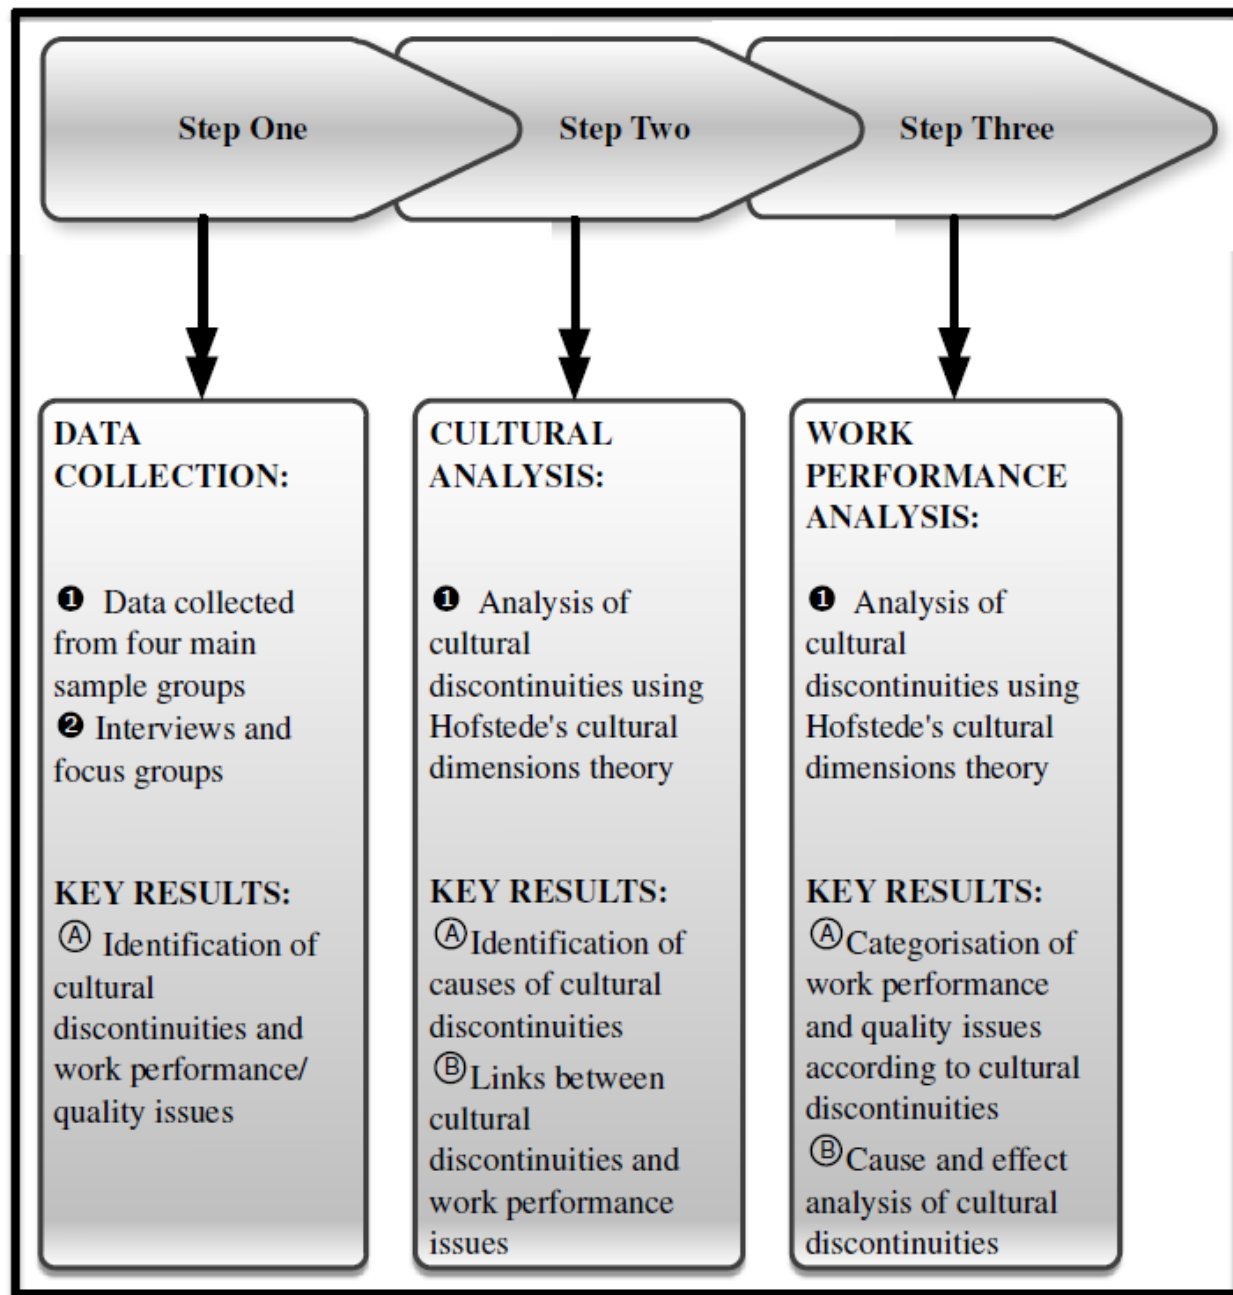 Step One
Step Two
Step Three
DATA
COLLECTION:
❶ Data collected
from four main
sample groups
❷ Interviews and
focus groups
KEY RESULTS:
Ⓐ Identification of
cultural
discontinuities and
work performance/
quality issues
CULTURAL
ANALYSIS:
❶ Analysis of
cultural
discontinuities using
Hofstede's cultural
dimensions theory
KEY RESULTS:
ⒶIdentification of
causes of cultural
discontinuities
ⒷLinks between
cultural
discontinuities and
work performance
issues
WORK
PERFORMANCE
ANALYSIS:
❶ Analysis of
cultural
discontinuities using
Hofstede's cultural
dimensions theory
KEY RESULTS:
ⒶCategorisation of
work performance
and quality issues
according to cultural
discontinuities
ⒷCause and effect
analysis of cultural
discontinuities